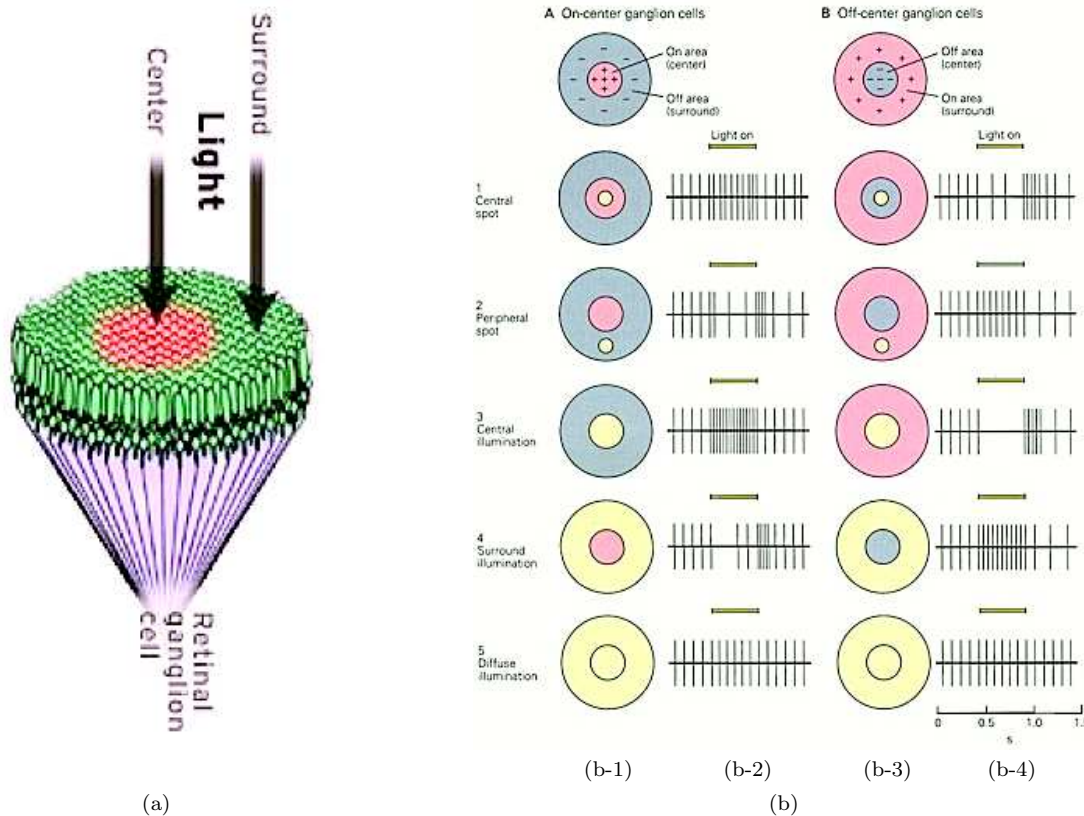 Surround
Center
Light
Retinal
ganglion
cell
(a)
A On-center ganglion cells
On area
(center)
Off area
(surround)
Light on
B Off-center ganglion cells
Off area
(center)
On area
(surround)
Light on
1
Central
spot
2
Peripheral
spot
3
Central
illumination
4
Surround
illumination
5
Diffuse
illumination
0 0.5 1.0 1.5
s
(b-1) (b-2) (b-3) (b-4)
(b)